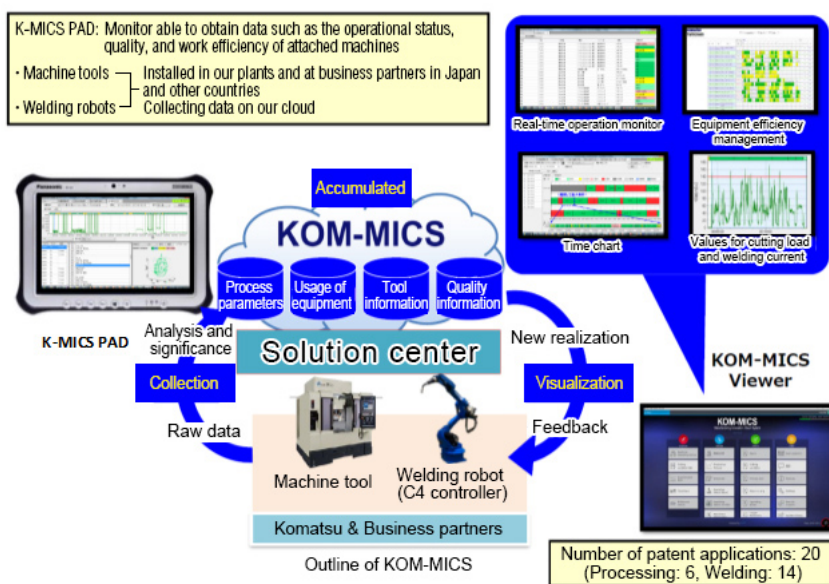 K-MICS PAD: Monitor able to obtain data such as the operational status,
quality, and work efficiency of attached machines
・Machine tools
Installed in our plants and at business partners in Japan
and other countries
・Welding robots
Collecting data on our cloud
Real-time operation monitor
Equipment efficiency
management
Time chart
Values for cutting load
and welding current
Panasonic
K-MICS PAD
Accumulated
KOM-MICS
Process
parameters
Usage of
equipment
Tool
information
Quality
information
Analysis and
significance
Solution center
New realization
Collection
Visualization
Raw data
Feedback
Machine tool
Welding robot
(C4 controller)
Komatsu & Business partners
Outline of KOM-MICS
KOM-MICS
Viewer
KOM-MICS
Number of patent applications: 20
(Processing: 6, Welding: 14)